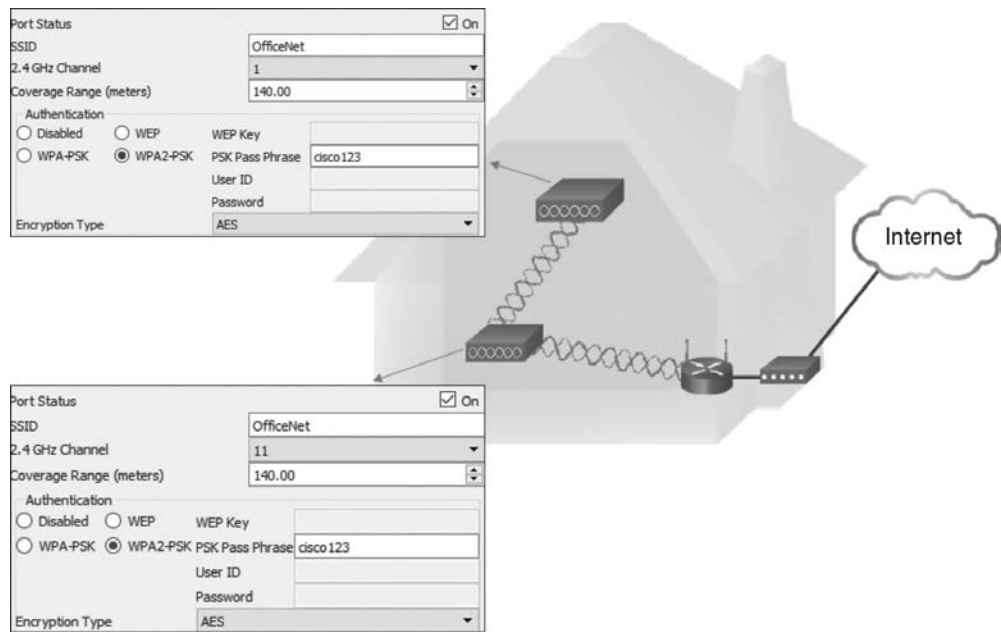 Port Status On
SSID OfficeNet
2.4 GHz Channel 1
Coverage Range (meters) 140.00
Authentication
Disabled WEP WEP Key
WPA-PSK WPA2-PSK PSK Pass Phrase cisco123
User ID
Password
Encryption Type AES
Internet
Port Status On
SSID OfficeNet
2.4 GHz Channel 11
Coverage Range (meters) 140.00
Authentication
Disabled WEP WEP Key
WPA-PSK WPA2-PSK PSK Pass Phrase cisco123
User ID
Password
Encryption Type AES